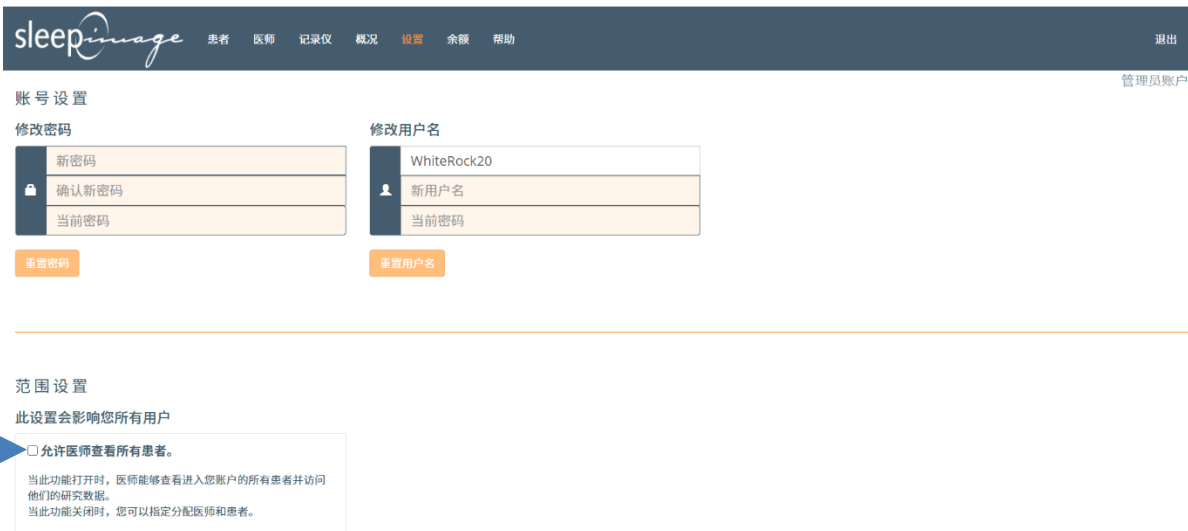 sleepimage 患者 医师 记录仪 概况 设置 余额 帮助 退出
管理员账户
账号设置
修改密码
新密码
确认新密码
当前密码
重置密码
修改用户名
WhiteRock20
新用户名
当前密码
重置用户名
范围设置
此设置会影响您所有用户
允许医师查看所有患者。
当此功能打开时，医师能够查看进入您账户的所有患者并访问
他们的研究数据。
当此功能关闭时，您可以指定分配医师和患者。